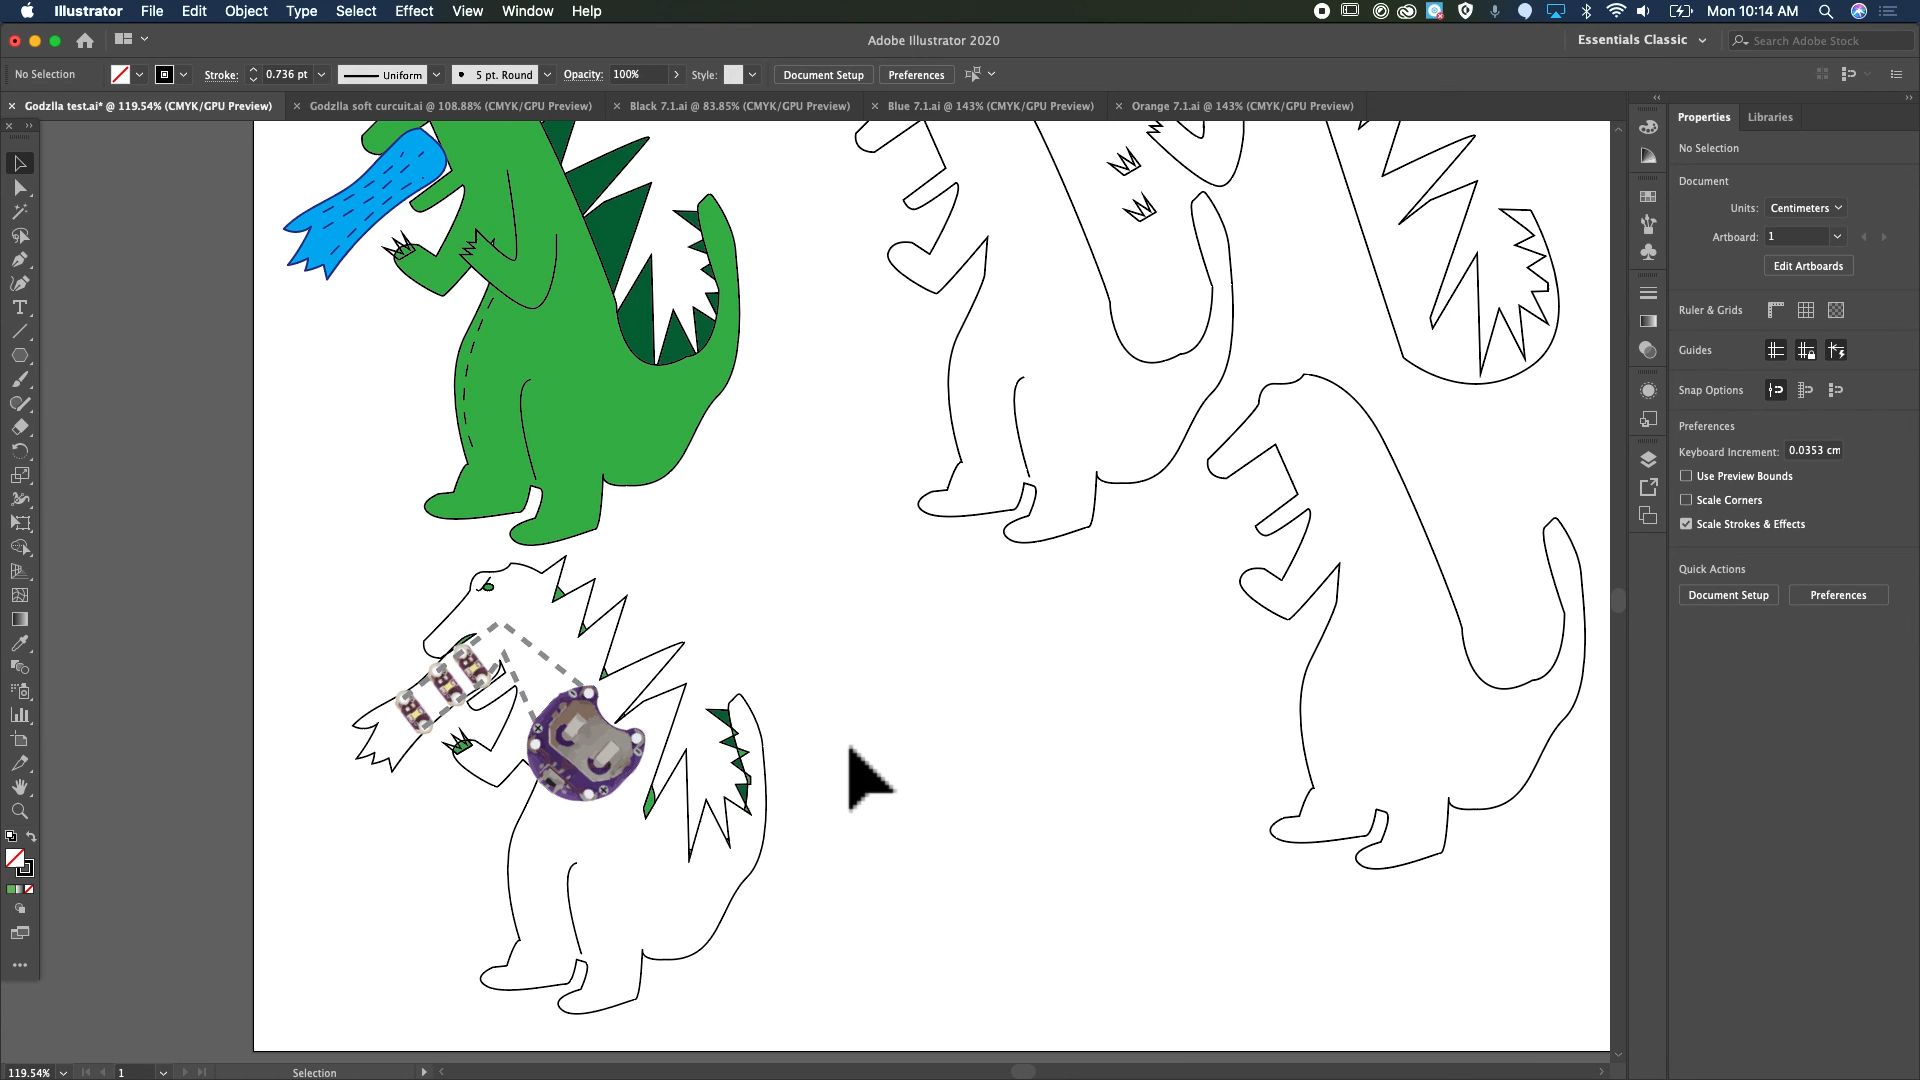 Illustrator File Edit Object Type Select Effect View Window Help Mon 10:14 AM
Adobe Illustrator 2020 Essentials Classic Search Adobe Stock
No Selection Stroke: 0.736 pt Uniform 5 pt. Round Opacity: 100% Style: Document Setup Preferences
Godzlla test.ai* @ 119.54% (CMYK/GPU Preview) Godzlla soft curcuit.ai @ 108.88% (CMYK/GPU Preview) Black 7.1.ai @ 83.85% (CMYK/GPU Preview) Blue 7.1.ai @ 143% (CMYK/GPU Preview) Orange 7.1.ai @ 143% (CMYK/GPU Preview)
Properties Libraries
No Selection
Document
Units: Centimeters
Artboard: 1
Edit Artboards
Ruler & Grids
Guides
Snap Options
Preferences
Keyboard Increment: 0.0353 cm
Use Preview Bounds
Scale Corners
Scale Strokes & Effects
Quick Actions
Document Setup Preferences
119.54% 1 Selection